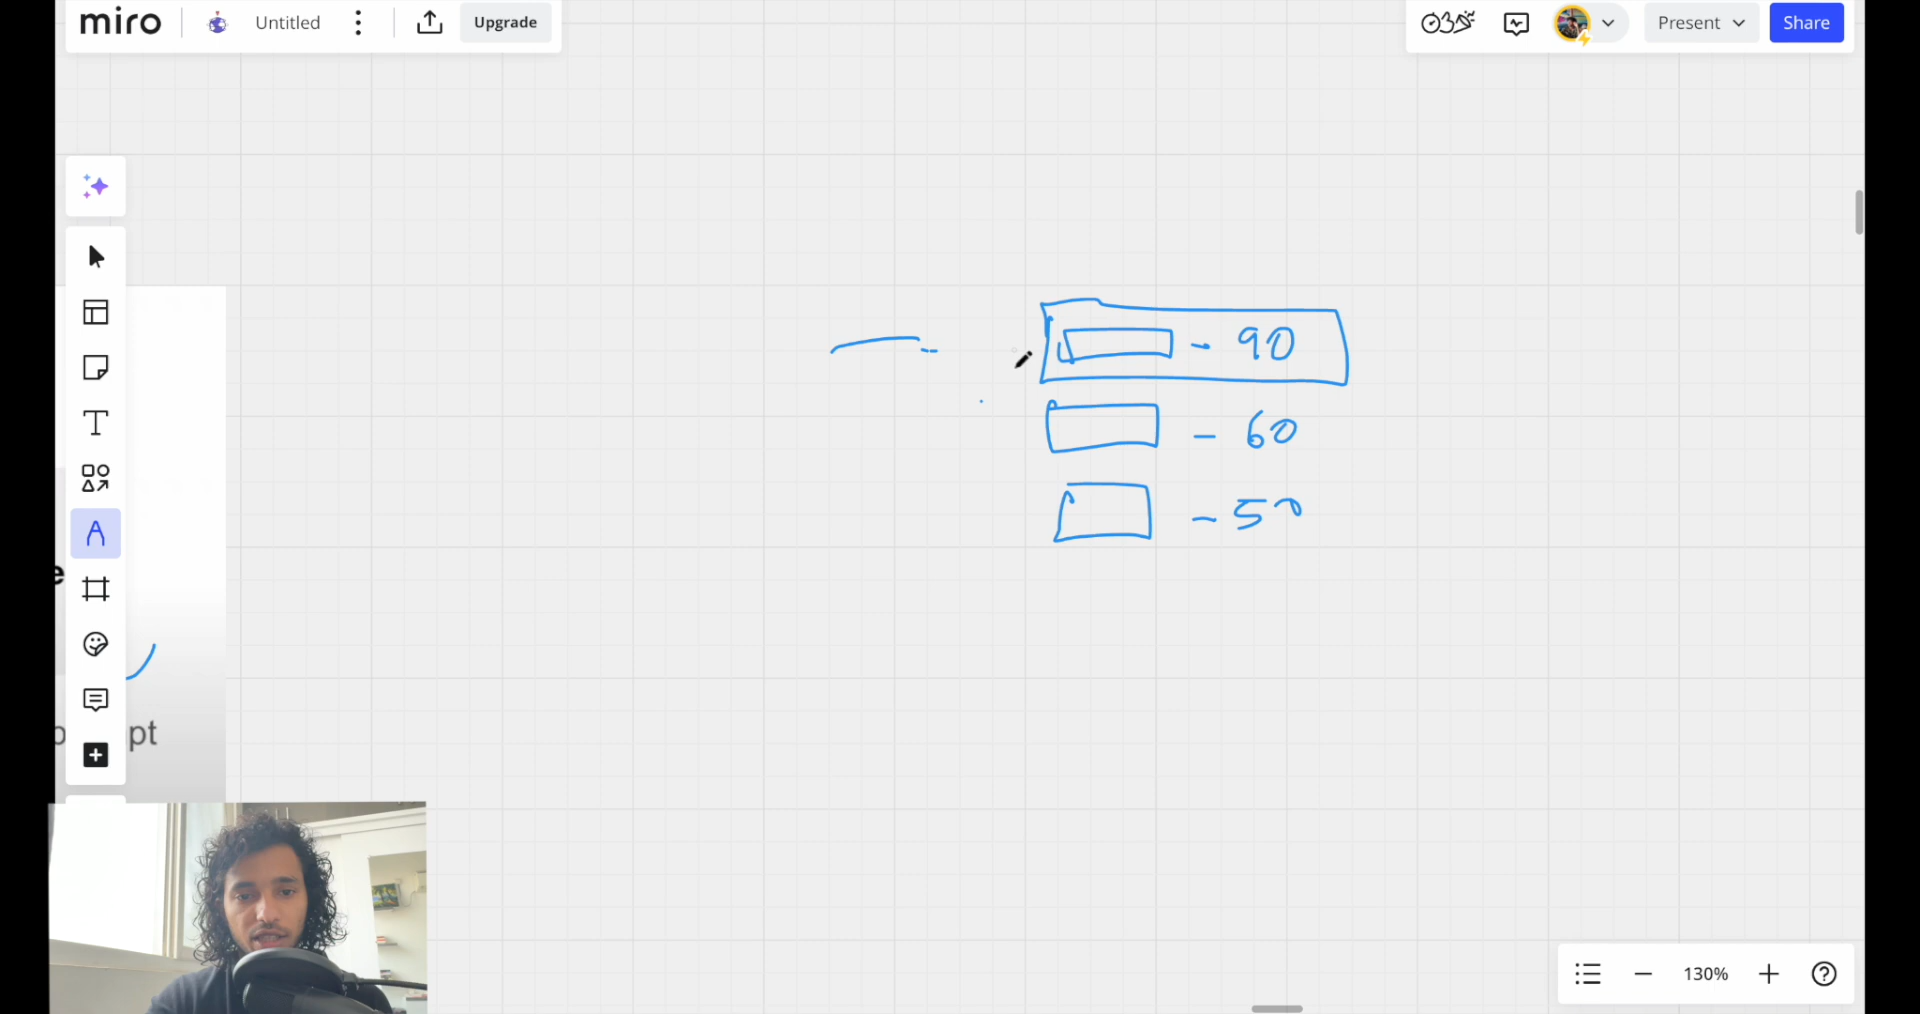 miro Untitled Upgrade Present Share
- 90
- 60
- 50
pt
130%